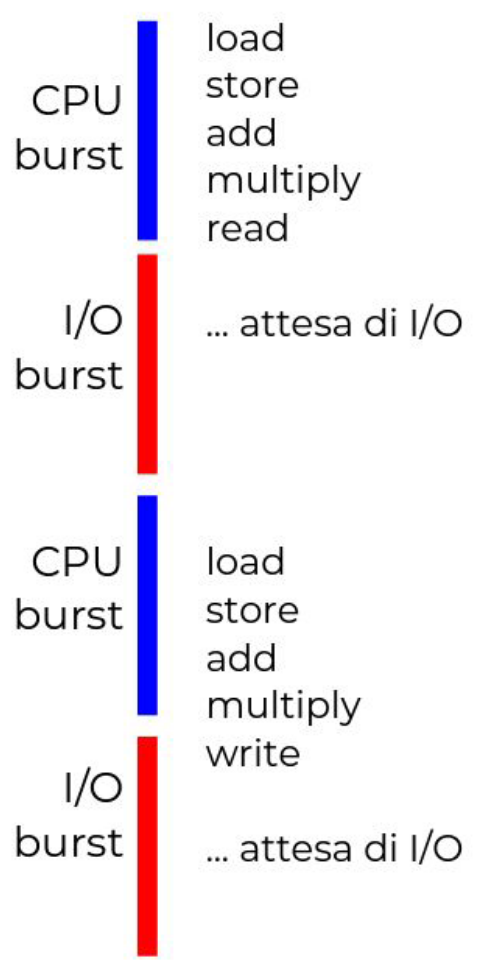 CPU
burst
load
store
add
multiply
read
I/O
burst
... attesa di I/O
CPU
burst
load
store
add
multiply
write
I/O
burst
... attesa di I/O